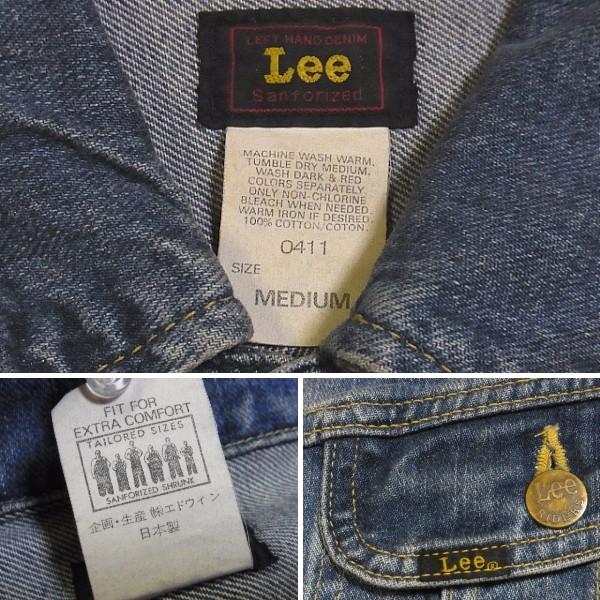 LEFT HAND DENIM
Lee
Sanforized
MACHINE WASH WARM.
TUMBLE DRY MEDIUM.
WASH DARK & RED
COLORS SEPARATELY.
ONLY NON-CHLORINE
BLEACH WHEN NEEDED.
WARM IRON IF DESIRED.
100% COTTON/COTON.
0411
SIZE
MEDIUM
FIT FOR
EXTRA COMFORT
TAILORED SIZES
SANFORIZED SHRUNK
企画・生産 ㈱エドウィン
日本製
Lee
RIDERS
Lee®